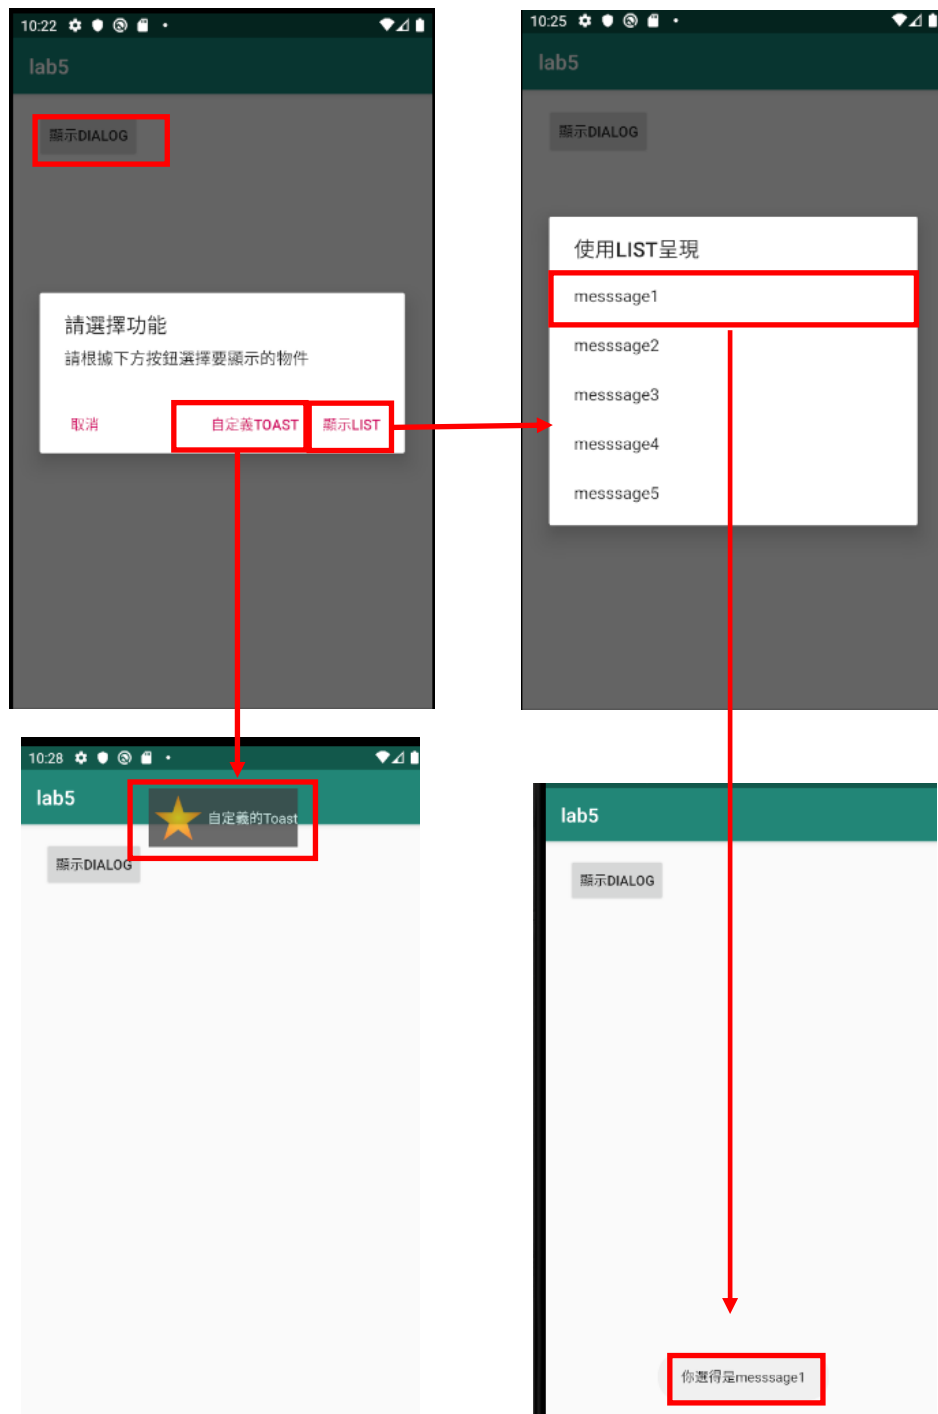 10:22
lab5
顯示DIALOG
請選擇功能
請根據下方按鈕選擇要顯示的物件
取消 自定義TOAST 顯示LIST
10:25
lab5
顯示DIALOG
使用LIST呈現
messsage1
messsage2
messsage3
messsage4
messsage5
10:28
lab5
自定義的Toast
顯示DIALOG
lab5
顯示DIALOG
你選得是messsage1